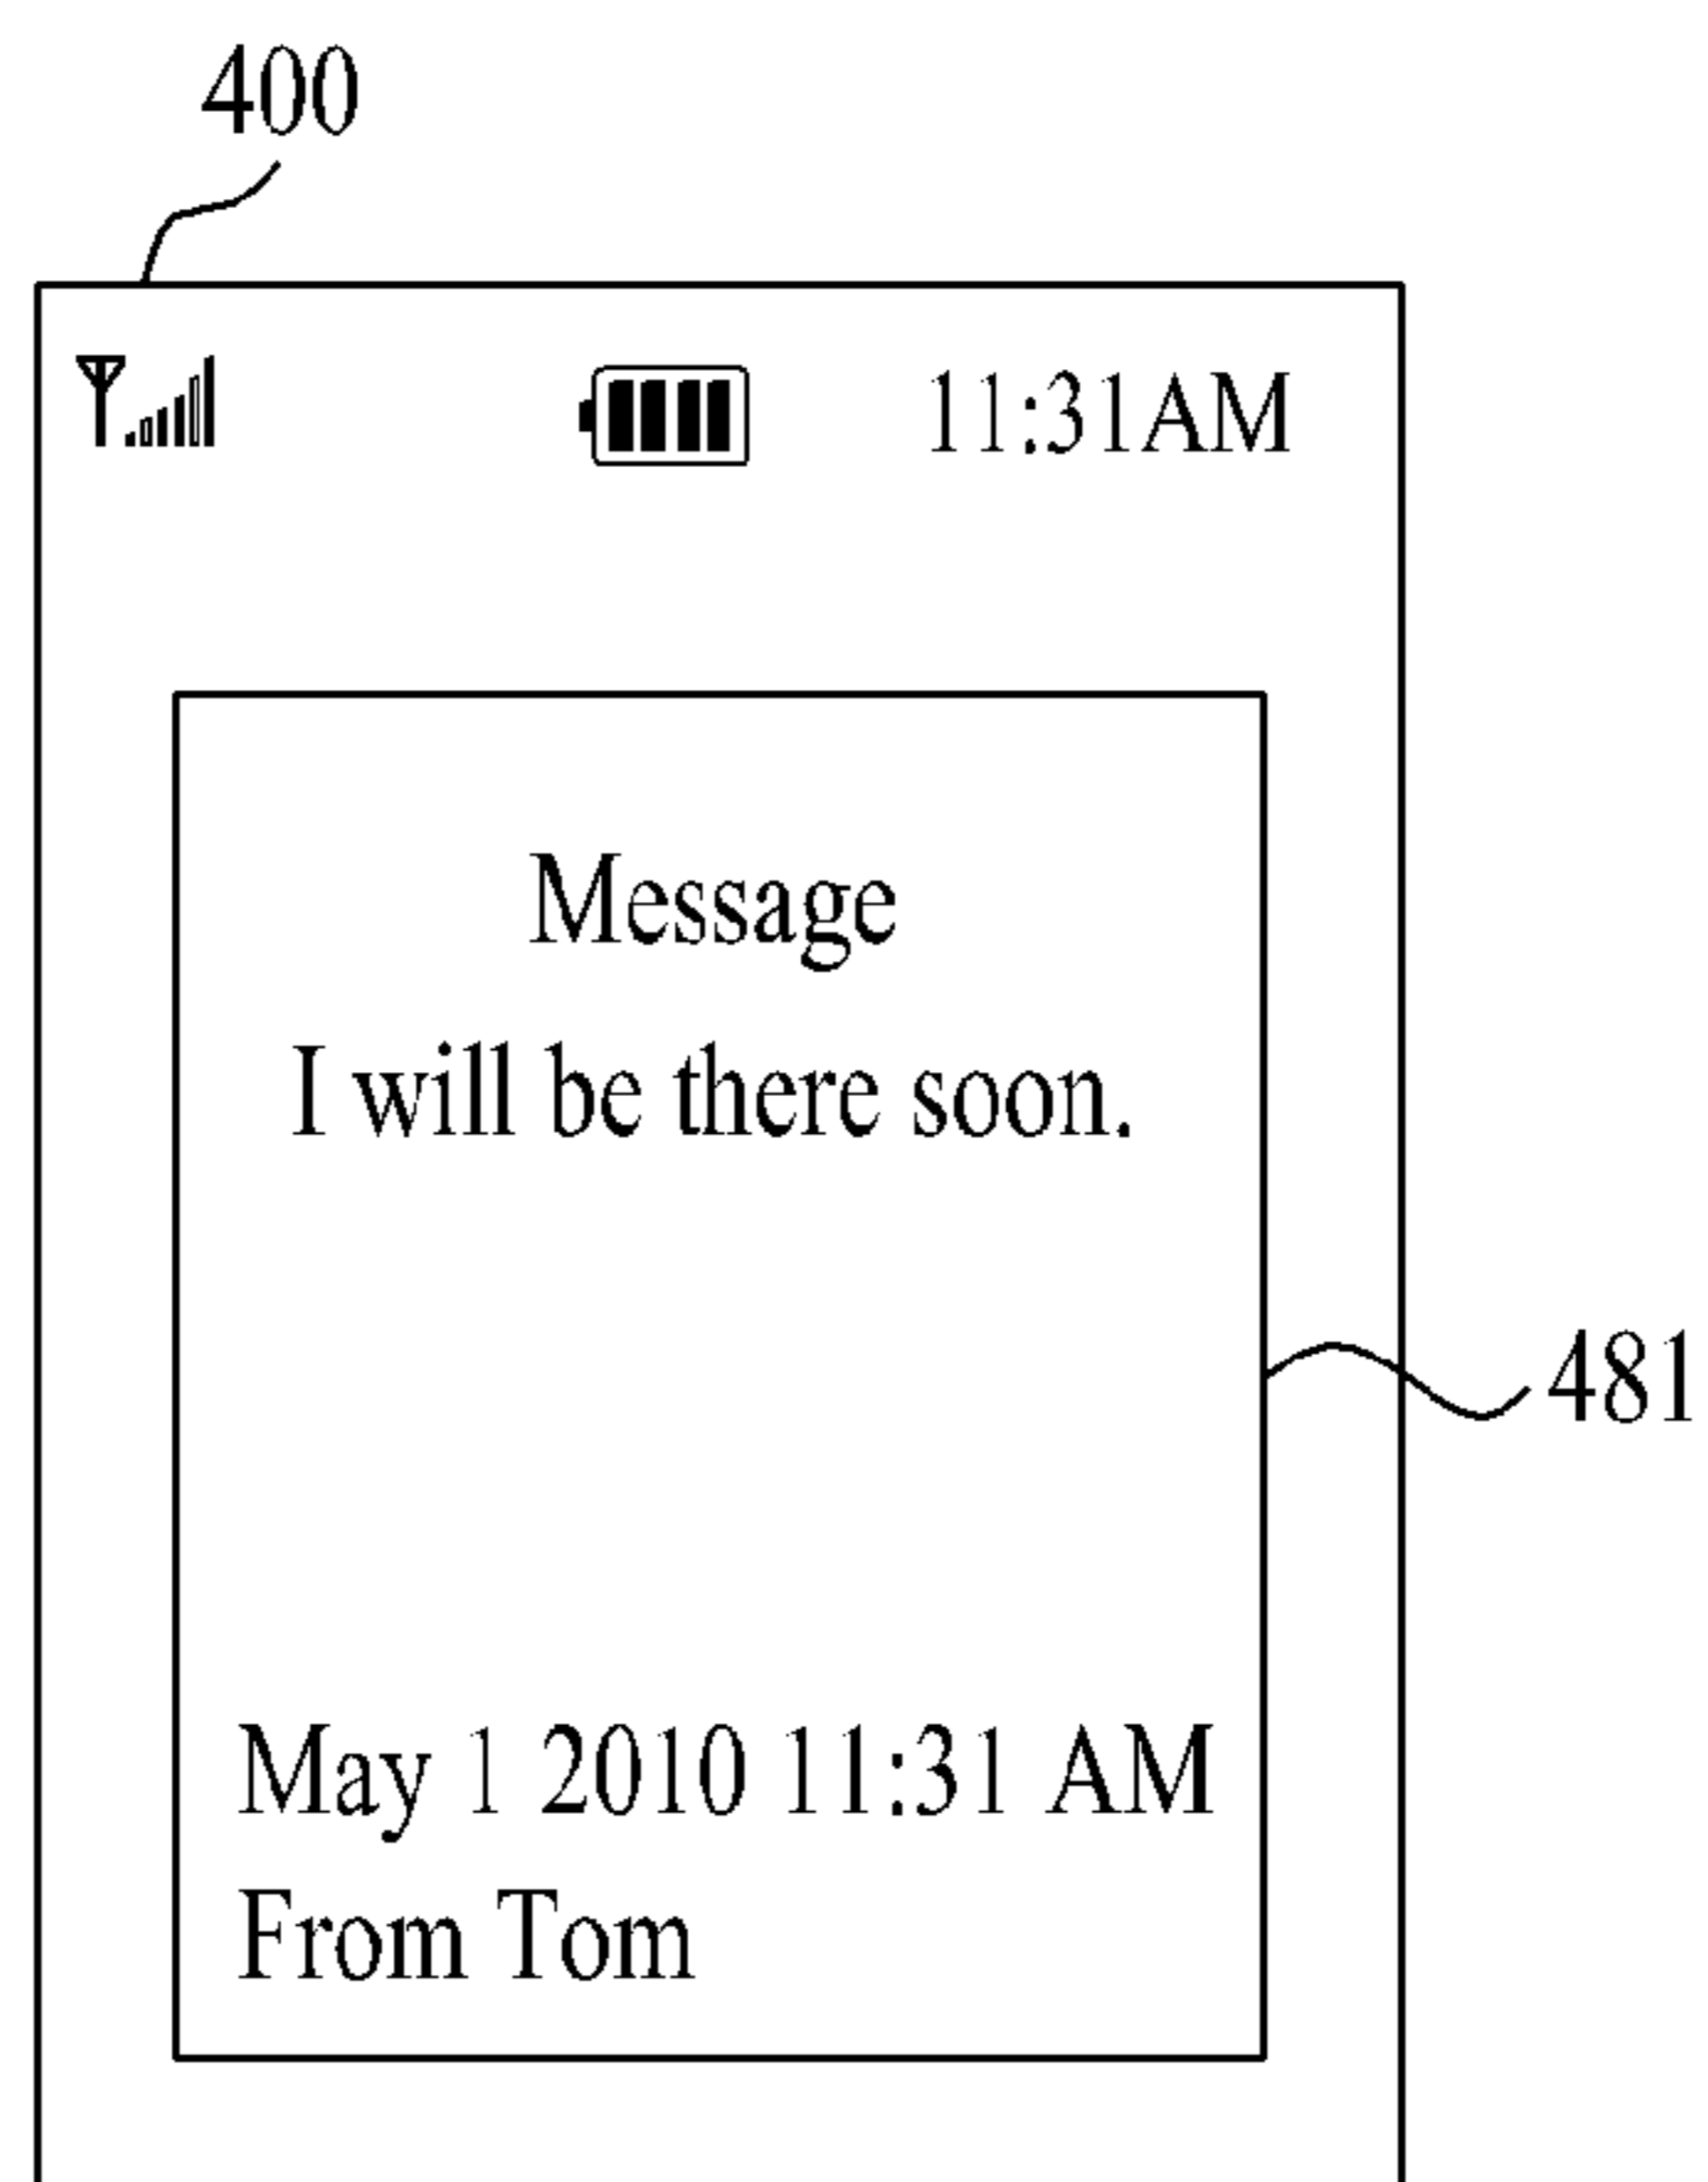 400
11:31AM
Message
I will be there soon.
481
May 1 2010 11:31 AM
From Tom